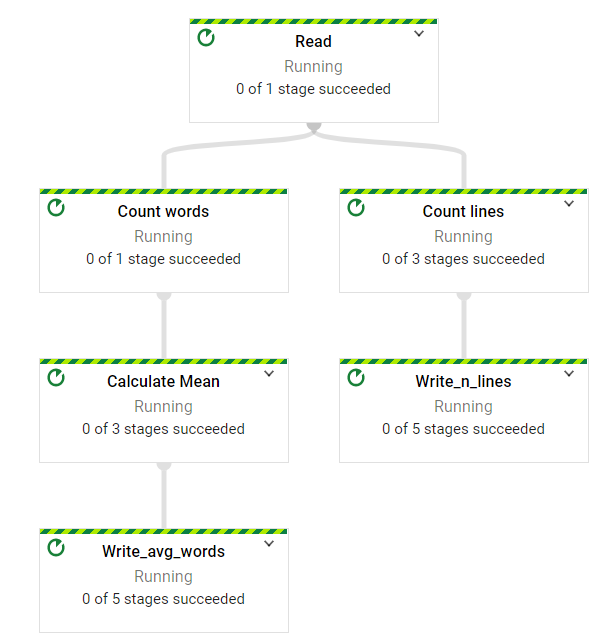 Read
Running
0 of 1 stage succeeded
Count words
Running
0 of 1 stage succeeded
Count lines
Running
0 of 3 stages succeeded
Calculate Mean
Running
0 of 3 stages succeeded
Write_n_lines
Running
0 of 5 stages succeeded
Write_avg_words
Running
0 of 5 stages succeeded